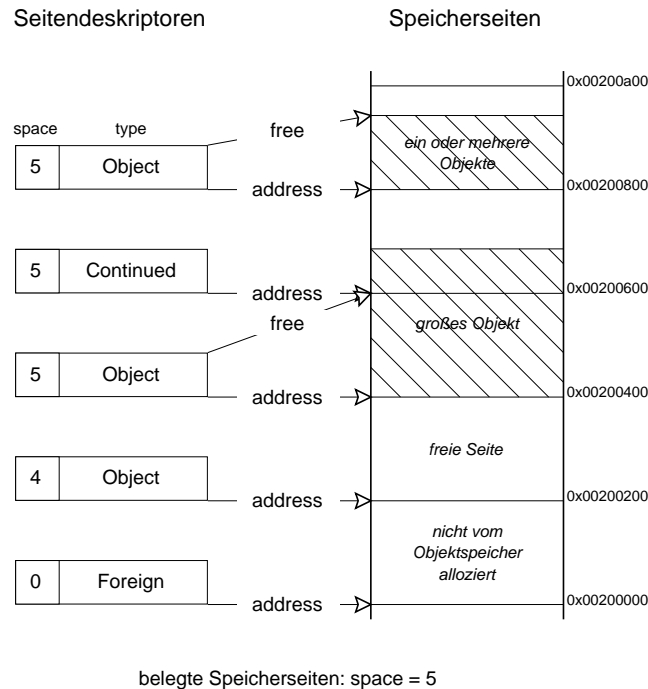 Seitendeskriptoren
Speicherseiten
0x00200a00
space type
free
ein oder mehrere
Objekte
5 Object
address
0x00200800
5 Continued
address
0x00200600
free
großes Objekt
5 Object
address
0x00200400
freie Seite
4 Object
address
0x00200200
nicht vom
Objektspeicher
alloziert
0 Foreign
address
0x00200000
belegte Speicherseiten: space = 5